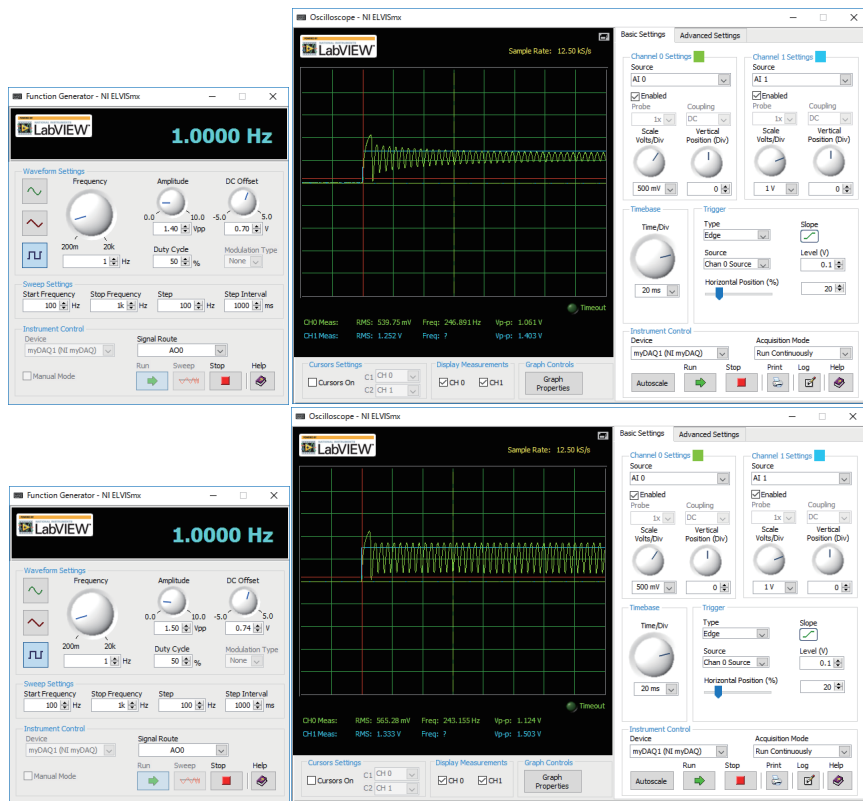 Oscilloscope - NI ELVISmx
LabVIEW
Sample Rate: 12.50 kS/s
CH0 Meas: RMS: 539.75 mV Freq: 246.891 Hz Vp-p: 1.061 V
CH1 Meas: RMS: 1.252 V Freq: ? Vp-p: 1.403 V
Timeout
Cursors Settings
Cursors On
C1 CH 0
C2 CH 1
Display Measurements
CH 0 CH1
Graph Controls
Graph
Properties
Basic Settings Advanced Settings
Channel 0 Settings Channel 1 Settings
Source Source
AI 0 AI 1
Enabled Enabled
Probe Coupling Probe Coupling
1x DC 1x DC
Scale Vertical Scale Vertical
Volts/Div Position (Div) Volts/Div Position (Div)
500 mV 0 1 V 0
Timebase Trigger
Time/Div Type Slope
Edge
Source Level (V)
Chan 0 Source 0.1
Horizontal Position (%)
20 ms 20
Instrument Control
Device Acquisition Mode
myDAQ1 (NI myDAQ) Run Continuously
Run Stop Print Log Help
Autoscale
Function Generator - NI ELVISmx
LabVIEW
1.0000 Hz
Waveform Settings
Frequency Amplitude DC Offset
0.0 10.0 -5.0 5.0
1.40 Vpp 0.70 V
200m 20k Duty Cycle Modulation Type
1 Hz 50 % None
Sweep Settings
Start Frequency Stop Frequency Step Step Interval
100 Hz 1k Hz 100 Hz 1000 ms
Instrument Control
Device Signal Route
myDAQ1 (NI myDAQ) AO0
Run Sweep Stop Help
Manual Mode
Oscilloscope - NI ELVISmx
LabVIEW
Sample Rate: 12.50 kS/s
CH0 Meas: RMS: 565.28 mV Freq: 243.155 Hz Vp-p: 1.124 V
CH1 Meas: RMS: 1.333 V Freq: ? Vp-p: 1.503 V
Timeout
Cursors Settings
Cursors On
C1 CH 0
C2 CH 1
Display Measurements
CH 0 CH1
Graph Controls
Graph
Properties
Basic Settings Advanced Settings
Channel 0 Settings Channel 1 Settings
Source Source
AI 0 AI 1
Enabled Enabled
Probe Coupling Probe Coupling
1x DC 1x DC
Scale Vertical Scale Vertical
Volts/Div Position (Div) Volts/Div Position (Div)
500 mV 0 1 V 0
Timebase Trigger
Time/Div Type Slope
Edge
Source Level (V)
Chan 0 Source 0.1
Horizontal Position (%)
20 ms 20
Instrument Control
Device Acquisition Mode
myDAQ1 (NI myDAQ) Run Continuously
Run Stop Print Log Help
Autoscale
Function Generator - NI ELVISmx
LabVIEW
1.0000 Hz
Waveform Settings
Frequency Amplitude DC Offset
0.0 10.0 -5.0 5.0
1.50 Vpp 0.74 V
200m 20k Duty Cycle Modulation Type
1 Hz 50 % None
Sweep Settings
Start Frequency Stop Frequency Step Step Interval
100 Hz 1k Hz 100 Hz 1000 ms
Instrument Control
Device Signal Route
myDAQ1 (NI myDAQ) AO0
Run Sweep Stop Help
Manual Mode